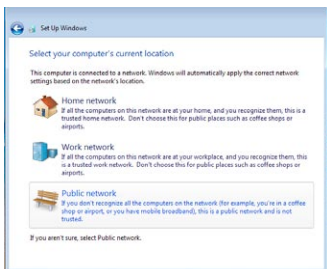 Set Up Windows
Select your computer's current location
This computer is connected to a network. Windows will automatically apply the correct network
settings based on the network's location.
Home network
If all the computers on this network are at your home, and you recognize them, this is a
trusted home network. Don't choose this for public places such as coffee shops or
airports.
Work network
If all the computers on this network are at your workplace, and you recognize them, this
is a trusted work network. Don't choose this for public places such as coffee shops or
airports.
Public network
If you don't recognize all the computers on the network (for example, you're in a coffee
shop or airport, or you have mobile broadband), this is a public network and is not
trusted.
If you aren't sure, select Public network.